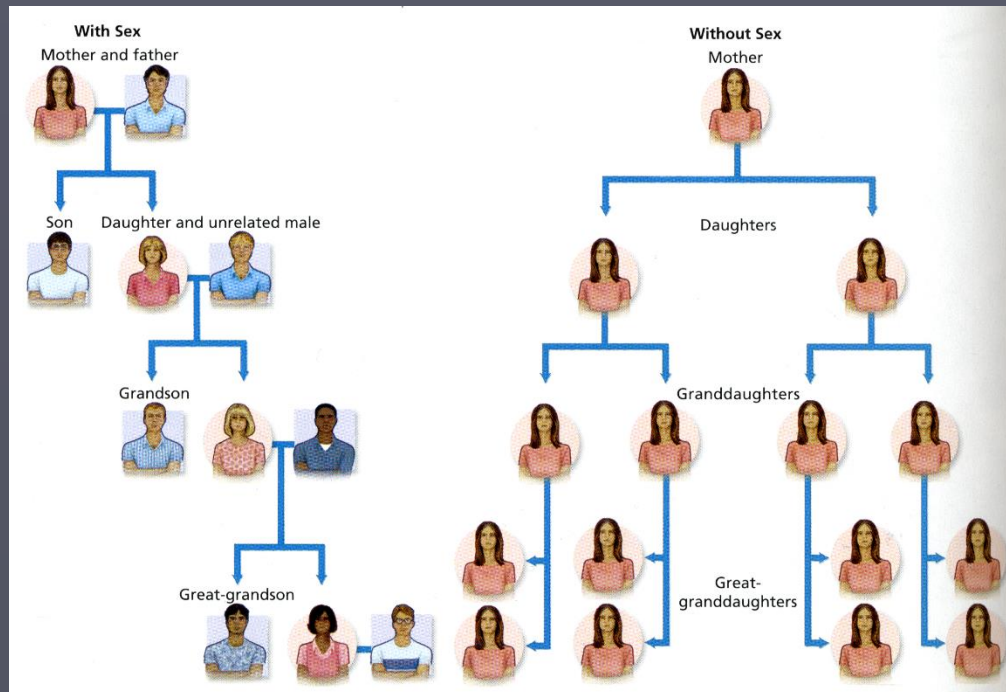 With Sex
Mother and father
Son
Daughter and unrelated male
Grandson
Great-grandson
Without Sex
Mother
Daughters
Granddaughters
Great-
granddaughters